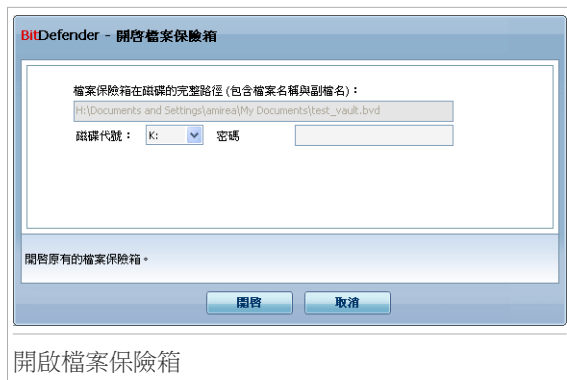 BitDefender - 開啓檔案保險箱
檔案保險箱在磁碟的完整路徑 (包含檔案名稱與副檔名)：
H:\Documents and Settings\amirea\My Documents\test_vault.bvd
磁碟代號： K: 密碼
開啓原有的檔案保險箱。
開啓 取消
開啟檔案保險箱